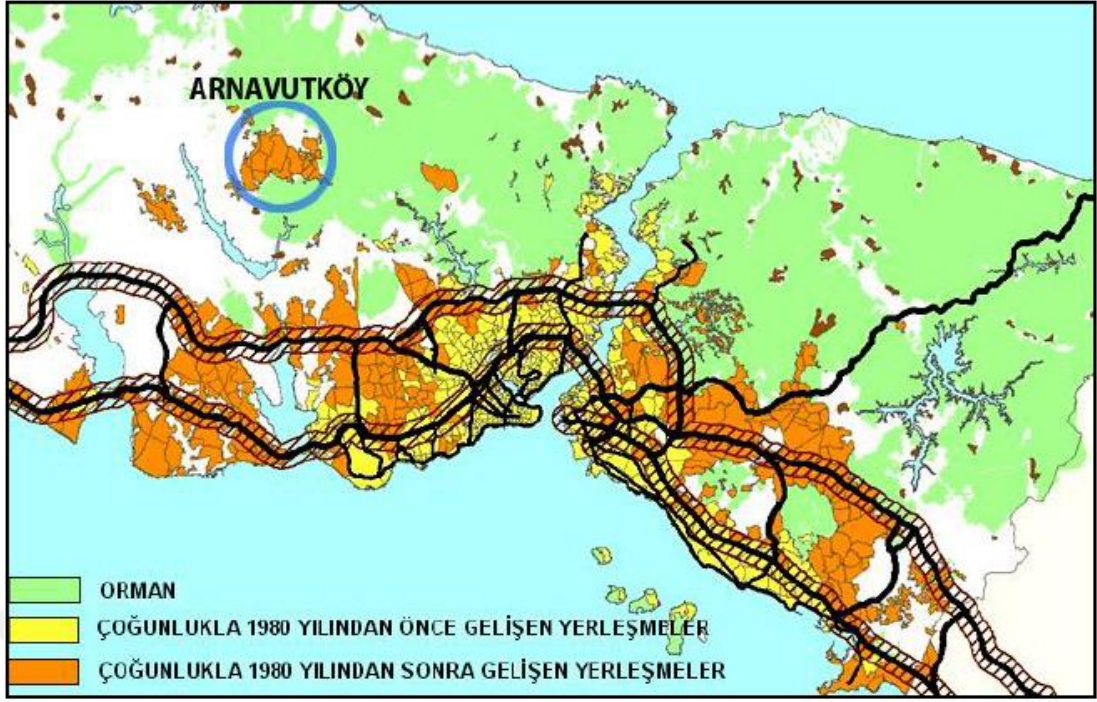 ARNAVUTKÖY
ORMAN
ÇOĞUNLUKLA 1980 YILINDAN ÖNCE GELİŞEN YERLEŞMELER
ÇOĞUNLUKLA 1980 YILINDAN SONRA GELİŞEN YERLEŞMELER